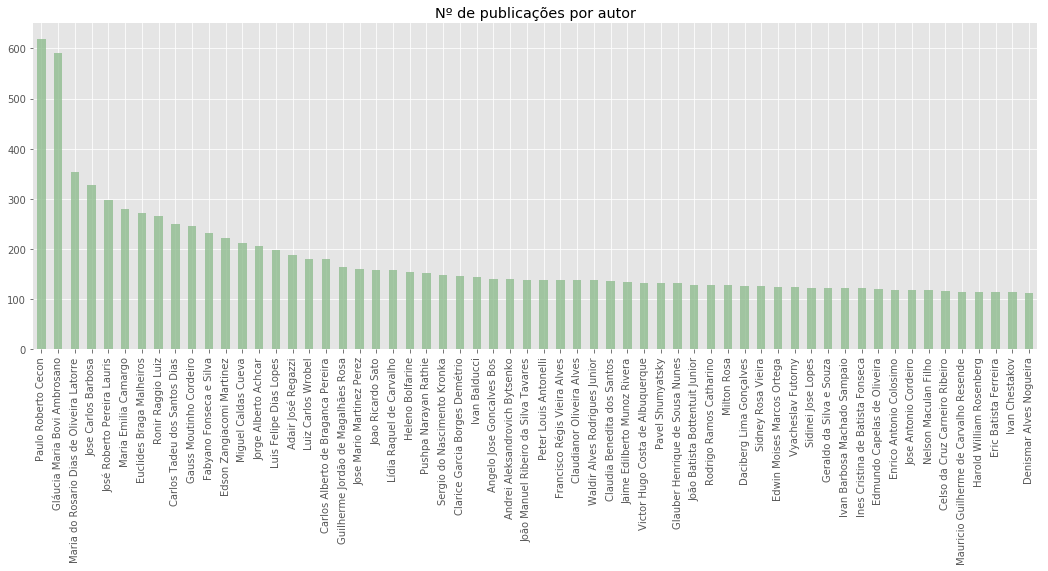 Nº de publicações por autor
600
500
400
300
200
100
0
Paulo Roberto Cecon
Gláucia Maria Bovi Ambrosano
Maria do Rosario Dias de Oliveira Latorre
Jose Carlos Barbosa
José Roberto Pereira Lauris
Maria Emilia Camargo
Euclides Braga Malheiros
Ronir Raggio Luiz
Carlos Tadeu dos Santos Dias
Gauss Moutinho Cordeiro
Fabyano Fonseca e Silva
Edson Zangiacomi Martinez
Miguel Caldas Cueva
Jorge Alberto Achcar
Luis Felipe Dias Lopes
Adair José Regazzi
Luiz Carlos Wrobel
Carlos Alberto de Braganca Pereira
Guilherme Jordão de Magalhães Rosa
Jose Mario Martinez Perez
Joao Ricardo Sato
Lídia Raquel de Carvalho
Heleno Bolfarine
Pushpa Narayan Rathie
Sergio do Nascimento Kronka
Clarice Garcia Borges Demétrio
Ivan Balducci
Angelo Jose Goncalves Bos
Andrei Aleksandrovich Bytsenko
João Manuel Ribeiro da Silva Tavares
Peter Louis Antonelli
Francisco Régis Vieira Alves
Claudianor Oliveira Alves
Waldir Alves Rodrigues Junior
Claudia Benedita dos Santos
Jaime Edilberto Munoz Rivera
Victor Hugo Costa de Albuquerque
Pavel Shumyatsky
Glauber Henrique de Sousa Nunes
João Batista Bottentuit Junior
Rodrigo Ramos Catharino
Milton Rosa
Daciberg Lima Gonçalves
Sidney Rosa Vieira
Edwin Moises Marcos Ortega
Vyacheslav Futorny
Sidinei Jose Lopes
Geraldo da Silva e Souza
Ivan Barbosa Machado Sampaio
Ines Cristina de Batista Fonseca
Edmundo Capelas de Oliveira
Enrico Antonio Colosimo
Jose Antonio Cordeiro
Nelson Maculan Filho
Celso da Cruz Carneiro Ribeiro
Mauricio Guilherme de Carvalho Resende
Harold William Rosenberg
Eric Batista Ferreira
Ivan Chestakov
Denismar Alves Nogueira